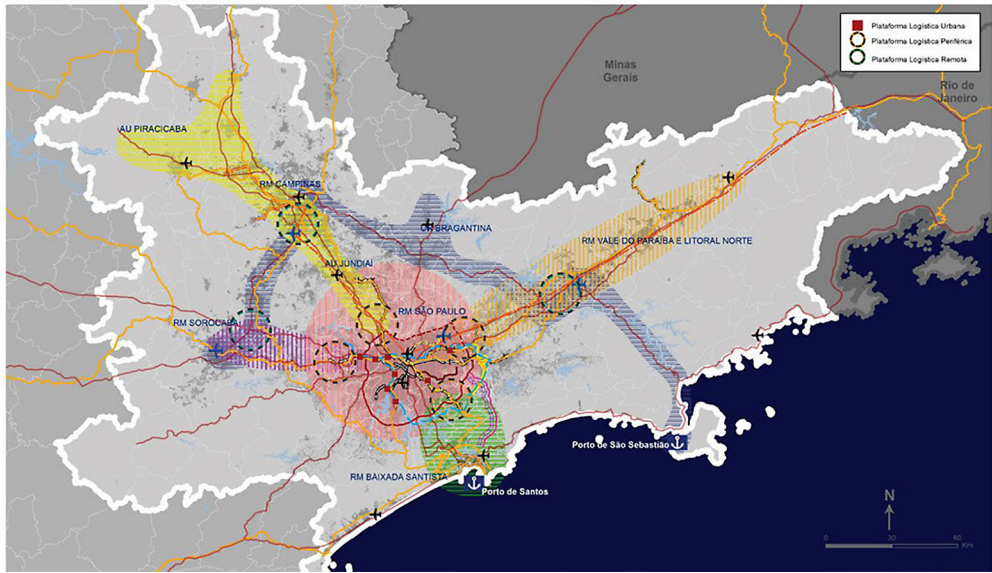 Plataforma Logística Urbana
Plataforma Logística Periférica
Plataforma Logística Remota
Minas
Gerais
Rio de
Janeiro
AU PIRACICABA
RM CAMPINAS
BRAGANTINA
RM VALE DO PARAÍBA E LITORAL NORTE
AU JUNDIAÍ
RM SÃO PAULO
RM SOROCABA
Porto de São Sebastião
RM BAIXADA SANTISTA
Porto de Santos
N
0 30 60
Km